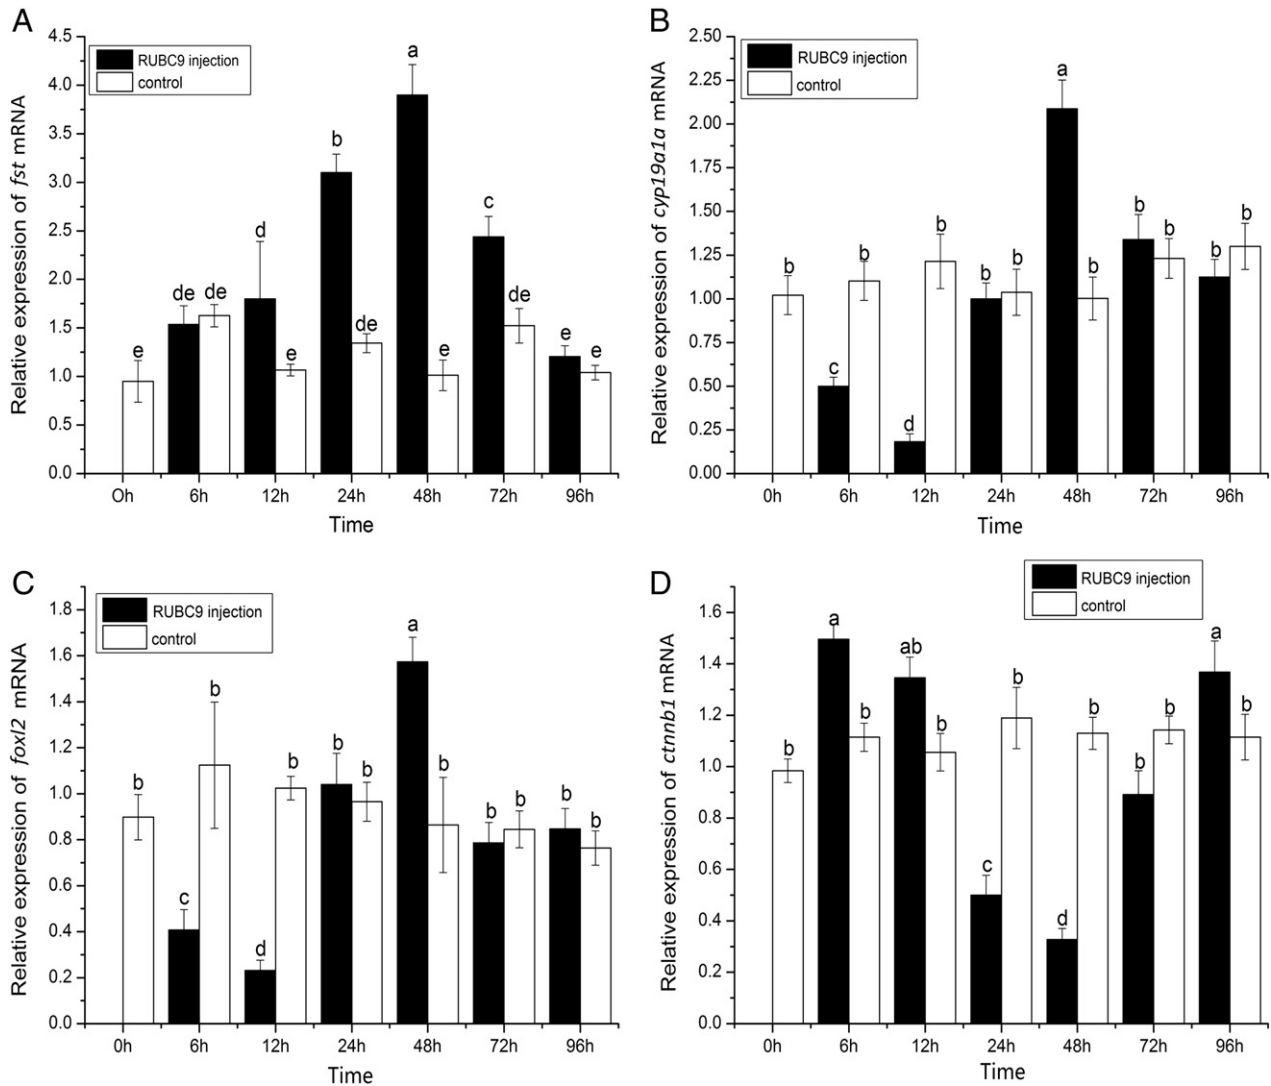 A
Relative expression of fst mRNA
4.5
4.0
3.5
3.0
2.5
2.0
1.5
1.0
0.5
0.0
RUBC9 injection
control
e
de
de
d
e
b
de
a
e
c
de
e
e
Oh
6h
12h
24h
48h
72h
96h
Time
B
Relative expression of cyp19a1a mRNA
2.50
2.25
2.00
1.75
1.50
1.25
1.00
0.75
0.50
0.25
0.00
RUBC9 injection
control
b
c
b
d
b
b
b
a
b
b
b
b
b
0h
6h
12h
24h
48h
72h
96h
Time
C
Relative expression of foxl2 mRNA
1.8
1.6
1.4
1.2
1.0
0.8
0.6
0.4
0.2
0.0
RUBC9 injection
control
b
c
b
d
b
b
b
a
b
b
b
b
b
0h
6h
12h
24h
48h
72h
96h
Time
D
Relative expression of ctnnb1 mRNA
1.6
1.4
1.2
1.0
0.8
0.6
0.4
0.2
0.0
RUBC9 injection
control
b
a
b
ab
b
c
b
d
b
b
b
a
b
0h
6h
12h
24h
48h
72h
96h
Time